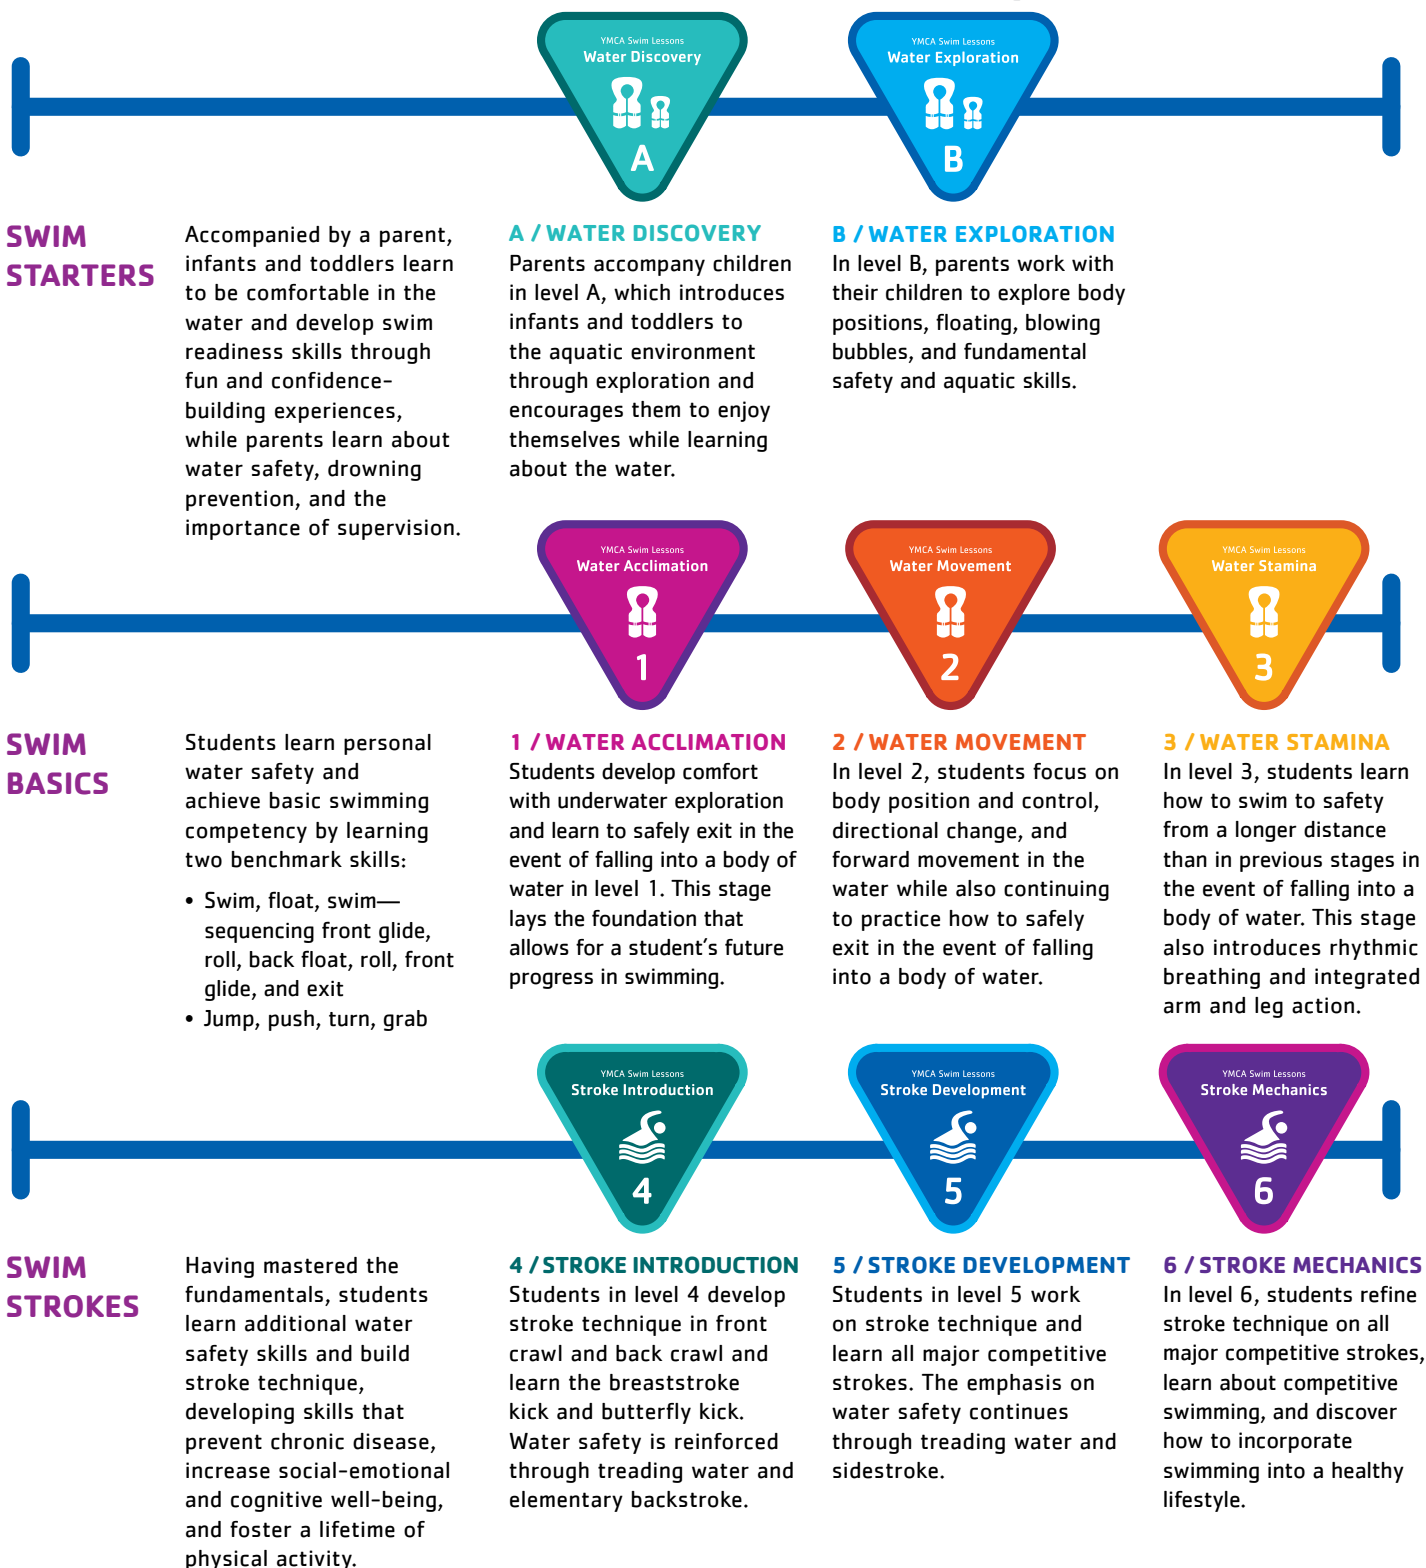 YMCA Swim Lessons
Water Discovery
A
YMCA Swim Lessons
Water Exploration
B
SWIM
STARTERS
Accompanied by a parent,
infants and toddlers learn
to be comfortable in the
water and develop swim
readiness skills through
fun and confidence-
building experiences,
while parents learn about
water safety, drowning
prevention, and the
importance of supervision.
A / WATER DISCOVERY
Parents accompany children
in level A, which introduces
infants and toddlers to
the aquatic environment
through exploration and
encourages them to enjoy
themselves while learning
about the water.
B / WATER EXPLORATION
In level B, parents work with
their children to explore body
positions, floating, blowing
bubbles, and fundamental
safety and aquatic skills.
YMCA Swim Lessons
Water Acclimation
1
YMCA Swim Lessons
Water Movement
2
YMCA Swim Lessons
Water Stamina
3
SWIM
BASICS
Students learn personal
water safety and
achieve basic swimming
competency by learning
two benchmark skills:
• Swim, float, swim—
sequencing front glide,
roll, back float, roll, front
glide, and exit
• Jump, push, turn, grab
1 / WATER ACCLIMATION
Students develop comfort
with underwater exploration
and learn to safely exit in the
event of falling into a body of
water in level 1. This stage
lays the foundation that
allows for a student's future
progress in swimming.
2 / WATER MOVEMENT
In level 2, students focus on
body position and control,
directional change, and
forward movement in the
water while also continuing
to practice how to safely
exit in the event of falling
into a body of water.
3 / WATER STAMINA
In level 3, students learn
how to swim to safety
from a longer distance
than in previous stages in
the event of falling into a
body of water. This stage
also introduces rhythmic
breathing and integrated
arm and leg action.
YMCA Swim Lessons
Stroke Introduction
4
YMCA Swim Lessons
Stroke Development
5
YMCA Swim Lessons
Stroke Mechanics
6
SWIM
STROKES
Having mastered the
fundamentals, students
learn additional water
safety skills and build
stroke technique,
developing skills that
prevent chronic disease,
increase social-emotional
and cognitive well-being,
and foster a lifetime of
physical activity.
4 / STROKE INTRODUCTION
Students in level 4 develop
stroke technique in front
crawl and back crawl and
learn the breaststroke
kick and butterfly kick.
Water safety is reinforced
through treading water and
elementary backstroke.
5 / STROKE DEVELOPMENT
Students in level 5 work
on stroke technique and
learn all major competitive
strokes. The emphasis on
water safety continues
through treading water and
sidestroke.
6 / STROKE MECHANICS
In level 6, students refine
stroke technique on all
major competitive strokes,
learn about competitive
swimming, and discover
how to incorporate
swimming into a healthy
lifestyle.